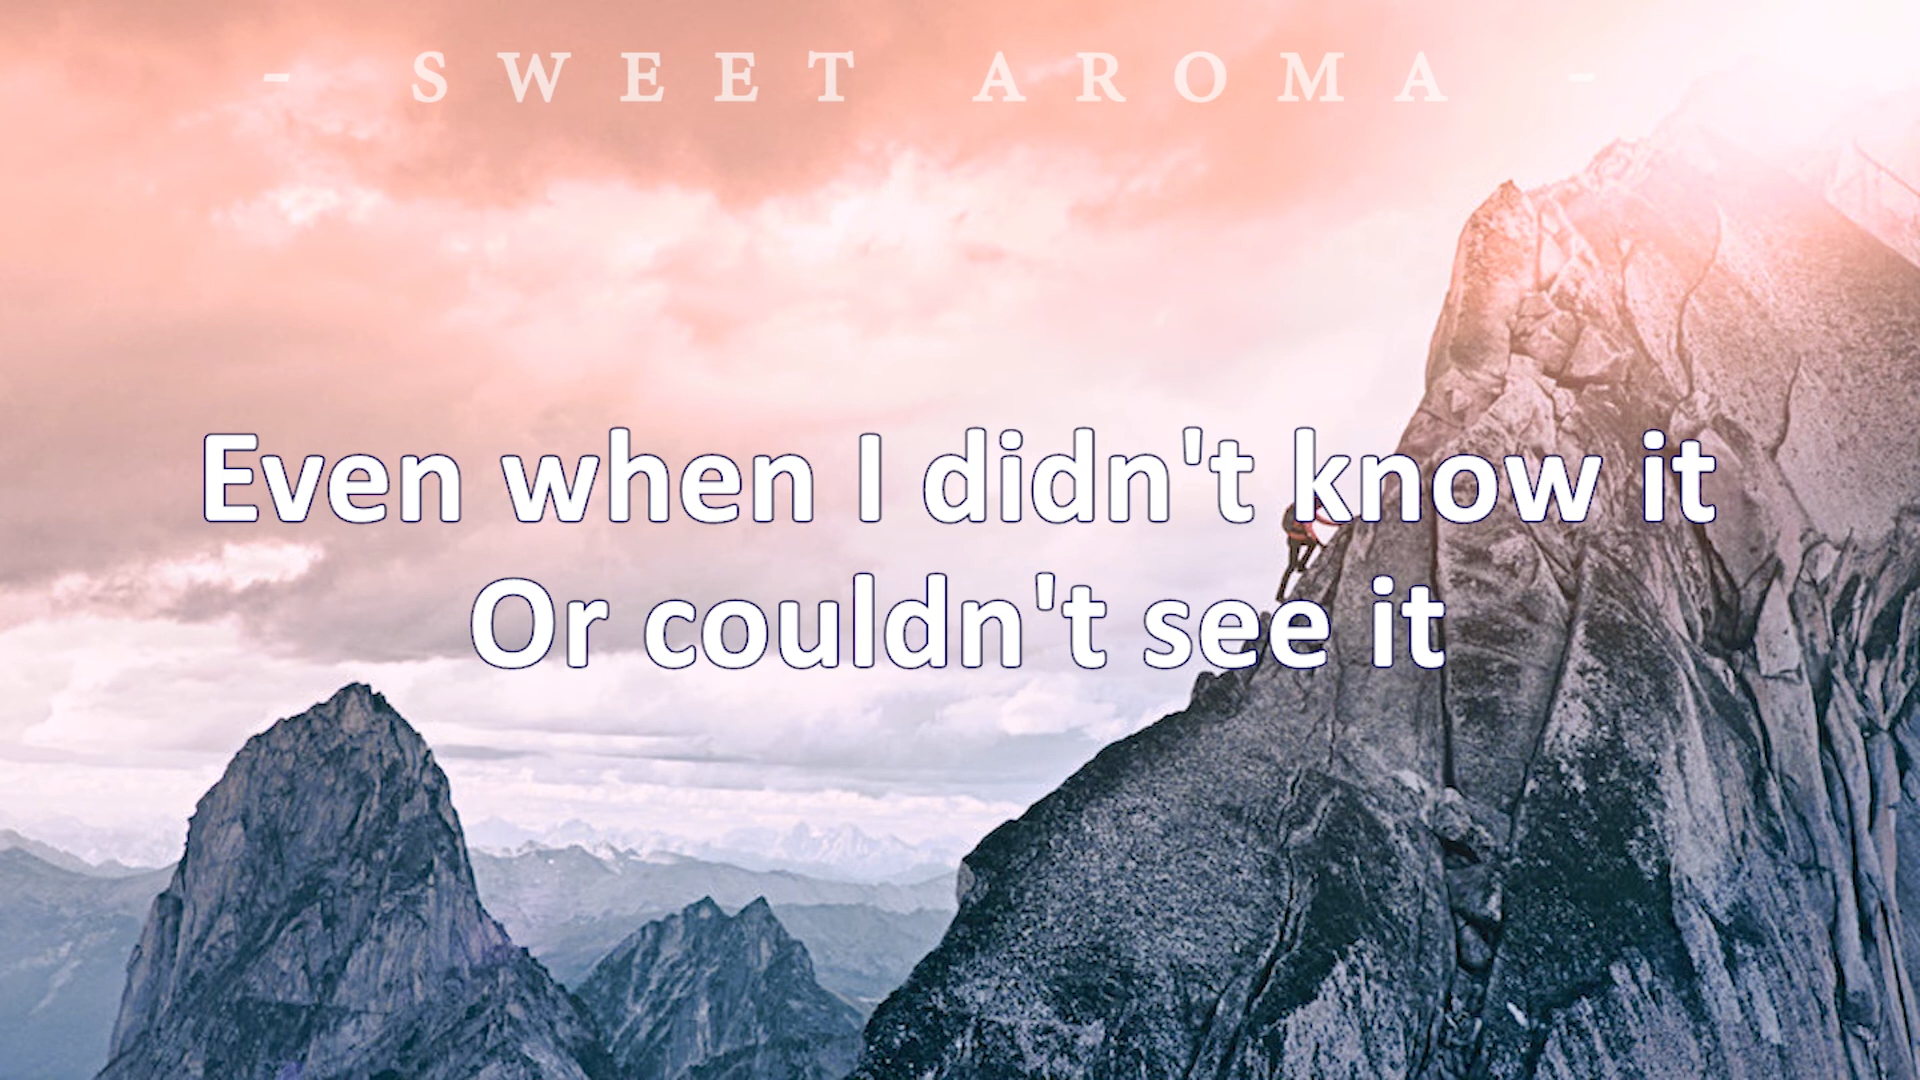 - SWEET AROMA -
Even when I didn't know it
Or couldn't see it